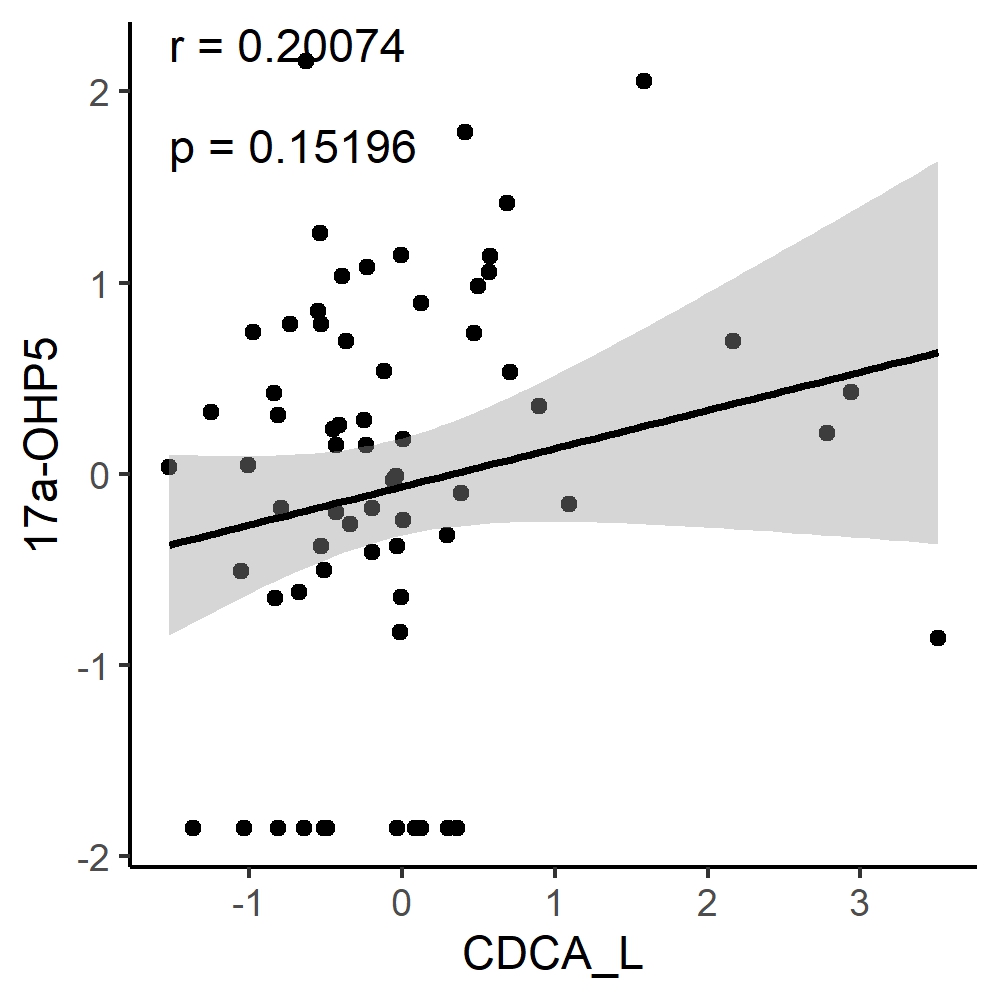 r = 0.20074
p = 0.15196
2
1
0
-1
-2
17a-OHP5
-1 0 1 2 3
CDCA_L